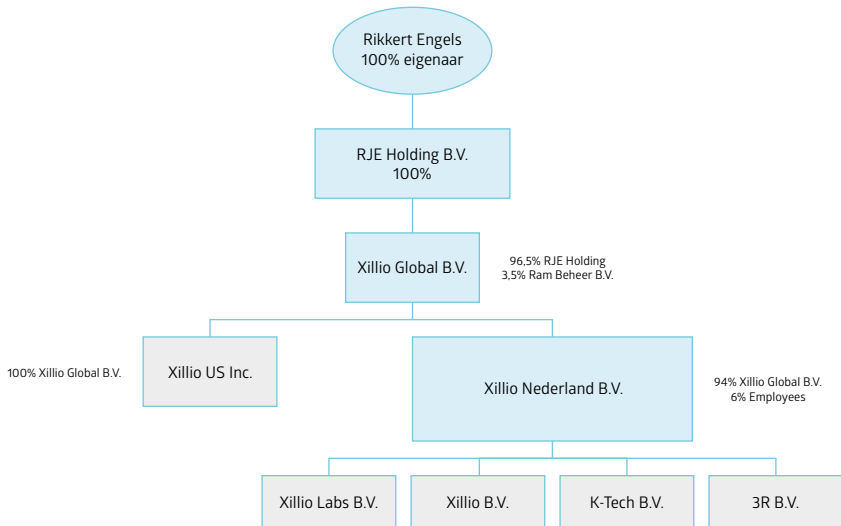 Rikkert Engels
100% eigenaar
RJE Holding B.V.
100%
Xillio Global B.V.
96,5% RJE Holding
3,5% Ram Beheer B.V.
100% Xillio Global B.V.
Xillio US Inc.
Xillio Nederland B.V.
94% Xillio Global B.V.
6% Employees
Xillio Labs B.V.
Xillio B.V.
K-Tech B.V.
3R B.V.